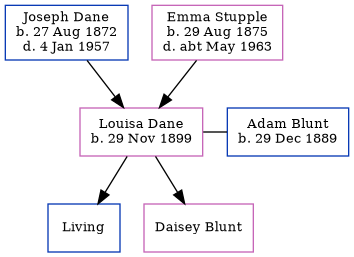 Joseph Dane
b. 27 Aug 1872
d. 4 Jan 1957
Emma Stupple
b. 29 Aug 1875
d. abt May 1963
Louisa Dane
b. 29 Nov 1899
Adam Blunt
b. 29 Dec 1889
Living
Daisey Blunt